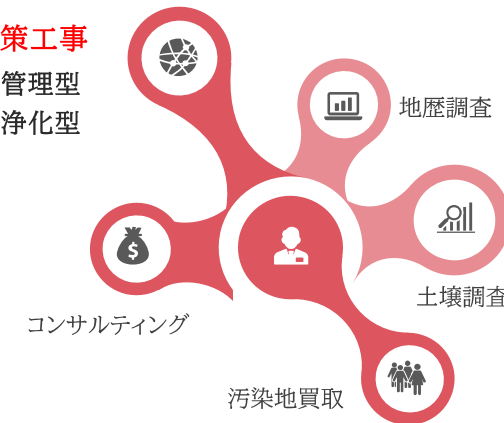 策工事
管理型
浄化型
地歴調査
土壌調査
コンサルティング
汚染地買取